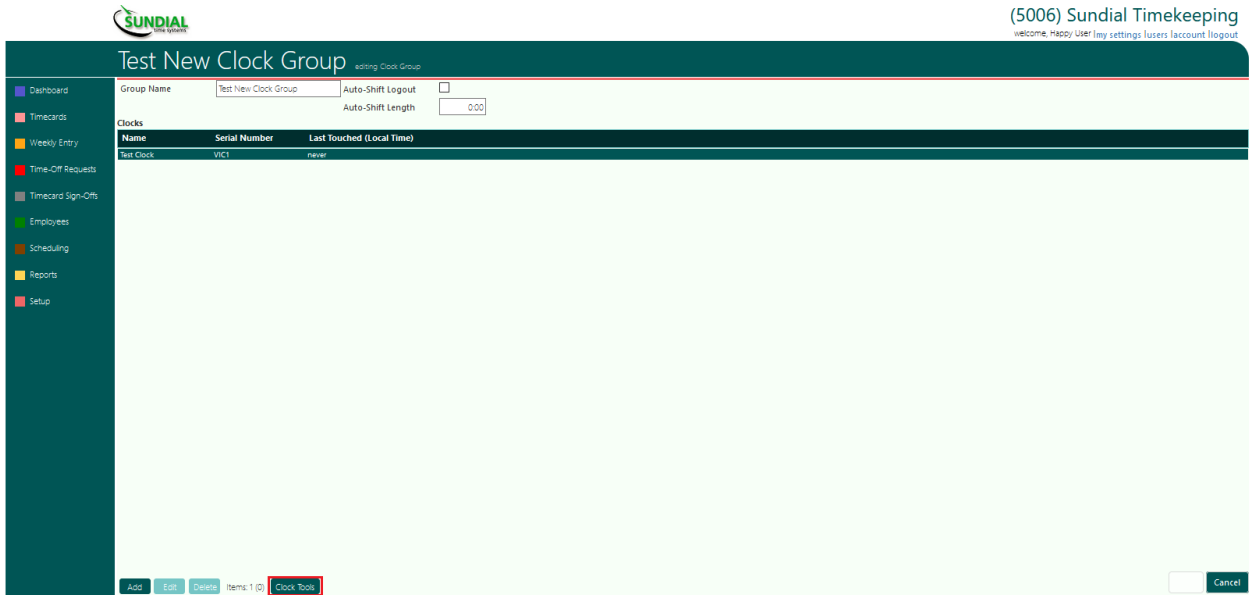 SUNDIAL
time systems
(5006) Sundial Timekeeping
welcome, Happy User |my settings |users |account |logout
Test New Clock Group editing Clock Group
Dashboard
Timecards
Weekly Entry
Time-Off Requests
Timecard Sign-Offs
Employees
Scheduling
Reports
Setup
Group Name Test New Clock Group Auto-Shift Logout
Auto-Shift Length 0:00
Clocks
Name Serial Number Last Touched (Local Time)
Test Clock VIC1 never
Add Edit Delete Items: 1 (0) Clock Tools Cancel